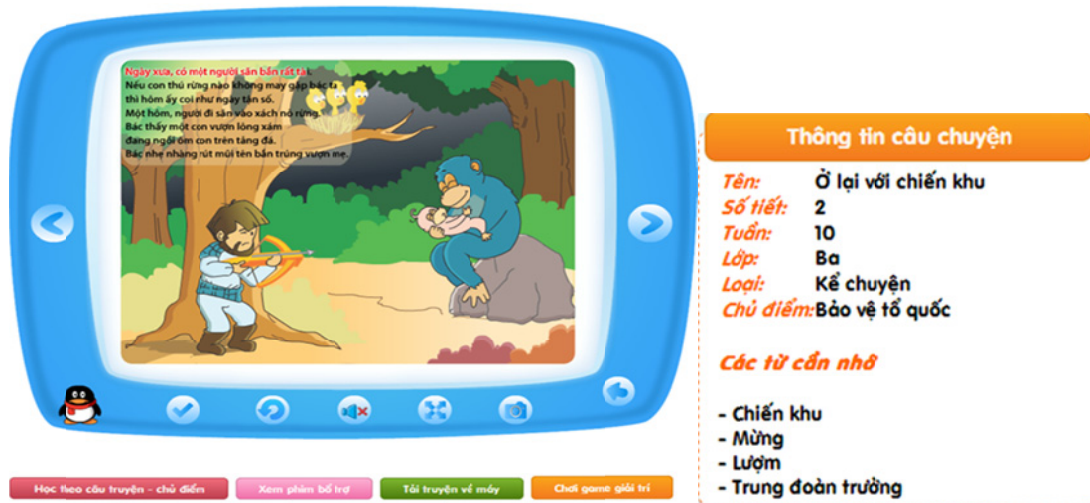 Ngày xưa, có một người săn bắn rất tài.
Nếu con thú rừng nào không may gặp bác ta
thì hôm ấy coi như ngày tận số.
Một hôm, người đi săn vào xách nỏ rừng.
Bác thấy một con vượn lông xám
đang ngồi ôm con trên tảng đá.
Bác nhẹ nhàng rút mũi tên bắn trúng vượn mẹ.
Học theo câu truyện - chủ điểm
Xem phim bổ trợ
Tải truyện về máy
Chơi game giải trí
Thông tin câu chuyện
Tên: Ở lại với chiến khu
Số tiết: 2
Tuần: 10
Lớp: Ba
Loại: Kể chuyện
Chủ điểm: Bảo vệ tổ quốc
Các từ cần nhớ
- Chiến khu
- Mừng
- Lượm
- Trung đoàn trưởng